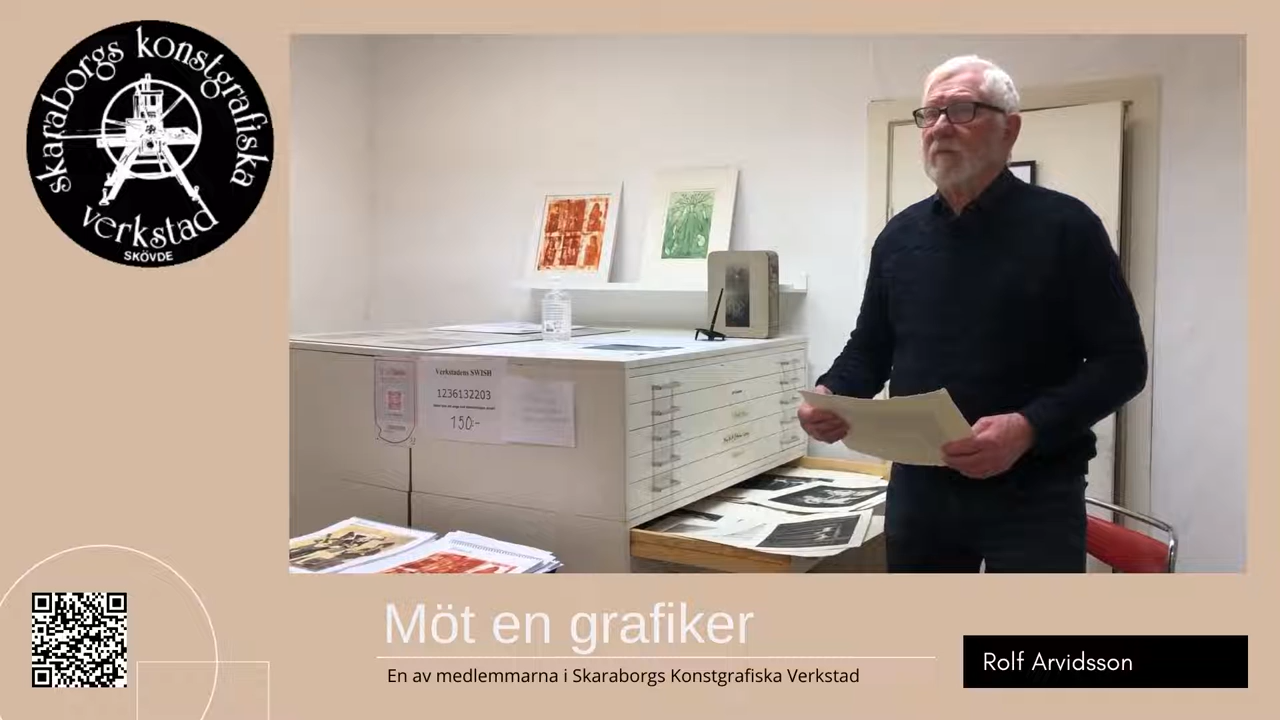 skaraborgs konstgrafiska
verkstad
SKÖVDE
Verkstadens SWISH
1236132203
150:-
Möt en grafiker
En av medlemmarna i Skaraborgs Konstgrafiska Verkstad
Rolf Arvidsson